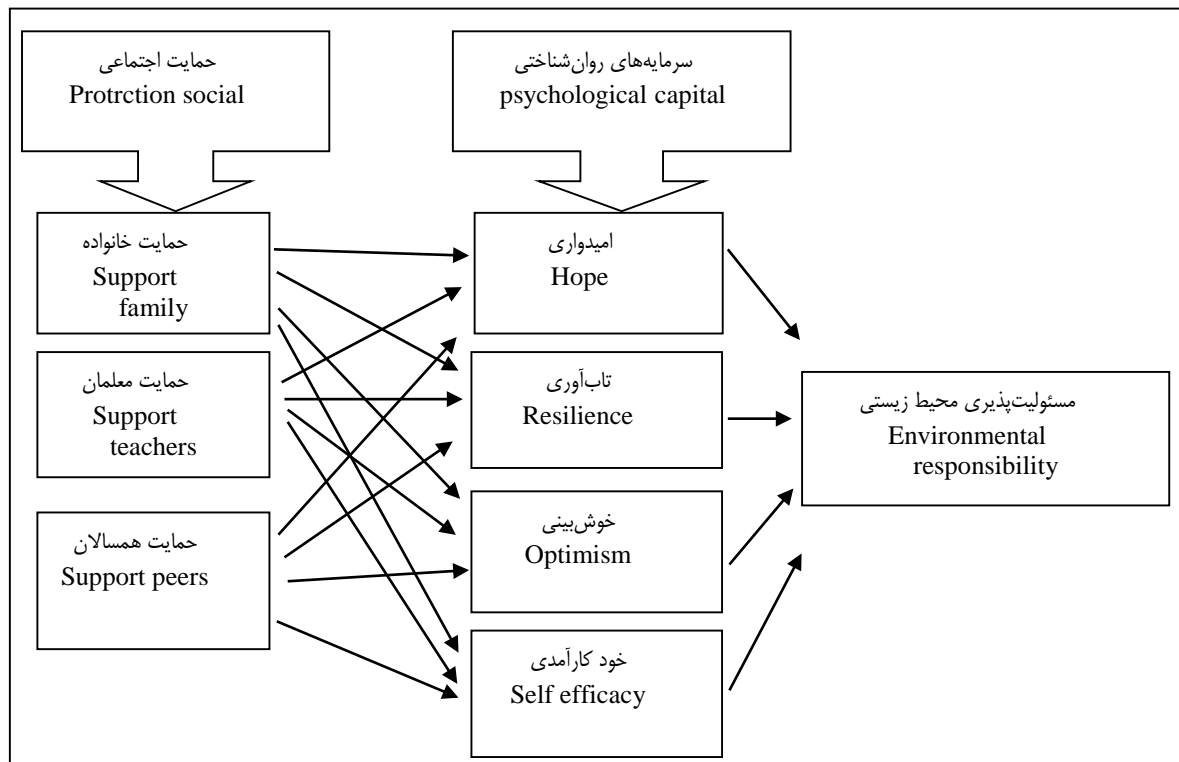 حمایت اجتماعی
Protrction social
سرمایه‌های روان‌شناختی
psychological capital
حمایت خانواده
Support
family
حمایت معلمان
Support
teachers
حمایت همسالان
Support peers
امیدواری
Hope
تاب‌آوری
Resilience
خوش‌بینی
Optimism
خود کارآمدی
Self efficacy
مسئولیت‌پذیری محیط زیستی
Environmental
responsibility